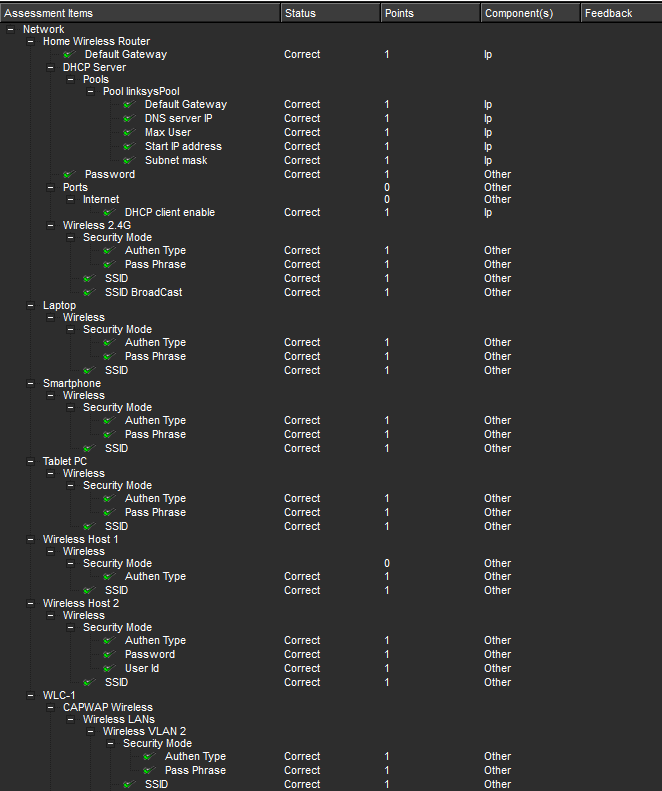 Assessment Items Status Points Component(s) Feedback
Network
Home Wireless Router
Default Gateway Correct 1 Ip
DHCP Server
Pools
Pool linksysPool
Default Gateway Correct 1 Ip
DNS server IP Correct 1 Ip
Max User Correct 1 Ip
Start IP address Correct 1 Ip
Subnet mask Correct 1 Ip
Password Correct 1 Other
Ports 0 Other
Internet 0 Other
DHCP client enable Correct 1 Ip
Wireless 2.4G
Security Mode
Authen Type Correct 1 Other
Pass Phrase Correct 1 Other
SSID Correct 1 Other
SSID BroadCast Correct 1 Other
Laptop
Wireless
Security Mode
Authen Type Correct 1 Other
Pass Phrase Correct 1 Other
SSID Correct 1 Other
Smartphone
Wireless
Security Mode
Authen Type Correct 1 Other
Pass Phrase Correct 1 Other
SSID Correct 1 Other
Tablet PC
Wireless
Security Mode
Authen Type Correct 1 Other
Pass Phrase Correct 1 Other
SSID Correct 1 Other
Wireless Host 1
Wireless
Security Mode 0 Other
Authen Type Correct 1 Other
SSID Correct 1 Other
Wireless Host 2
Wireless
Security Mode
Authen Type Correct 1 Other
Password Correct 1 Other
User Id Correct 1 Other
SSID Correct 1 Other
WLC-1
CAPWAP Wireless
Wireless LANs
Wireless VLAN 2
Security Mode
Authen Type Correct 1 Other
Pass Phrase Correct 1 Other
SSID Correct 1 Other